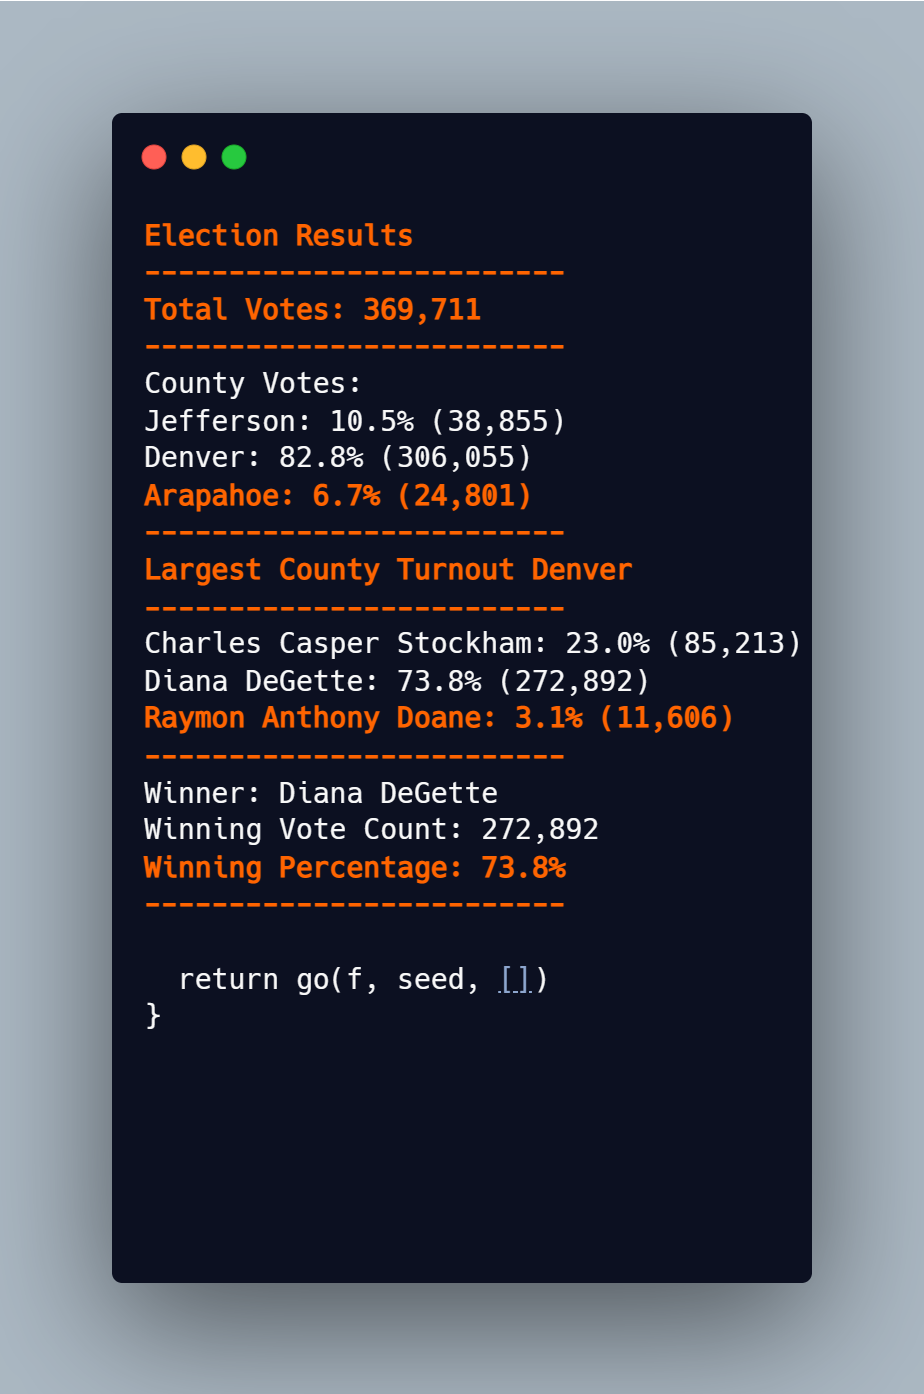 Election Results
-------------------------
Total Votes: 369,711
-------------------------
County Votes:
Jefferson: 10.5% (38,855)
Denver: 82.8% (306,055)
Arapahoe: 6.7% (24,801)
-------------------------
Largest County Turnout Denver
-------------------------
Charles Casper Stockham: 23.0% (85,213)
Diana DeGette: 73.8% (272,892)
Raymon Anthony Doane: 3.1% (11,606)
-------------------------
Winner: Diana DeGette
Winning Vote Count: 272,892
Winning Percentage: 73.8%
-------------------------
  return go(f, seed, [])
}